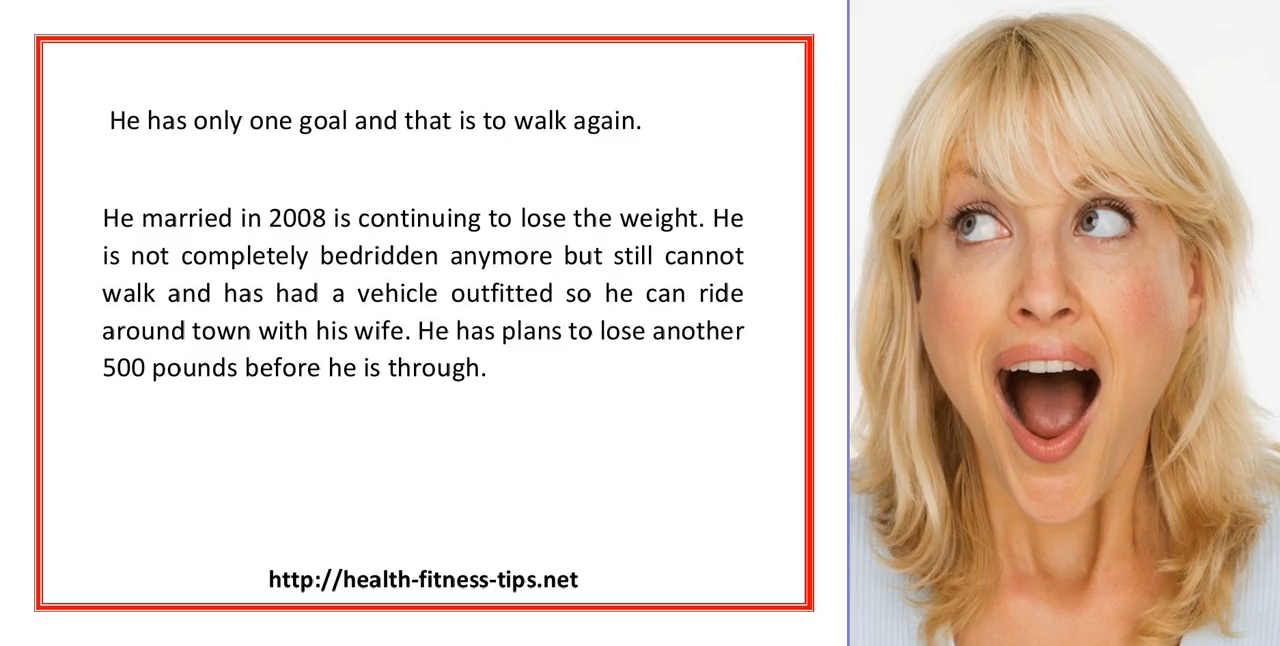 He has only one goal and that is to walk again.
He married in 2008 is continuing to lose the weight. He
is not completely bedridden anymore but still cannot
walk and has had a vehicle outfitted so he can ride
around town with his wife. He has plans to lose another
500 pounds before he is through.
http://health-fitness-tips.net